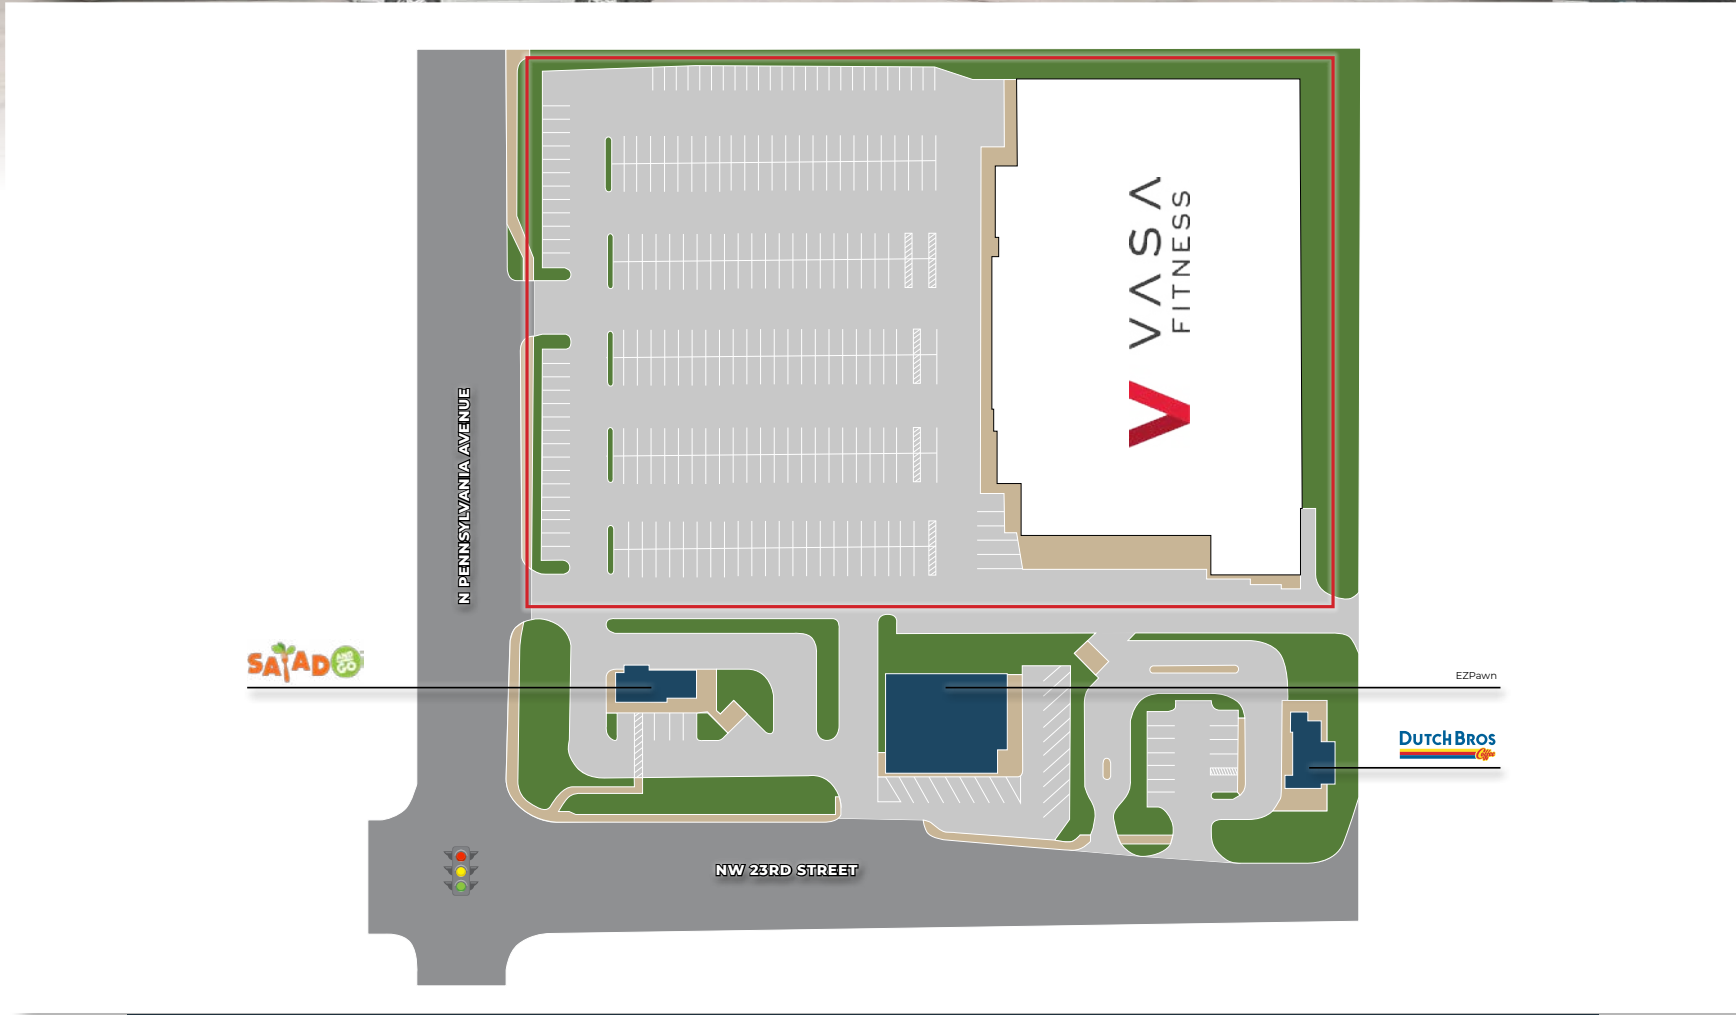 VASA
FITNESS
N PENNSYLVANIA AVENUE
SALAD
AND
GO
EZPawn
DUTCH BROS
Coffee
NW 23RD STREET